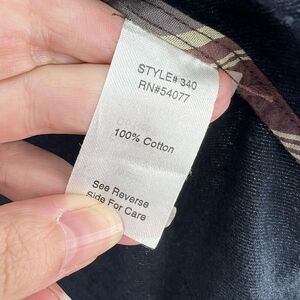 STYLE# 340
RN#54077
100% Cotton
See Reverse
Side For Care